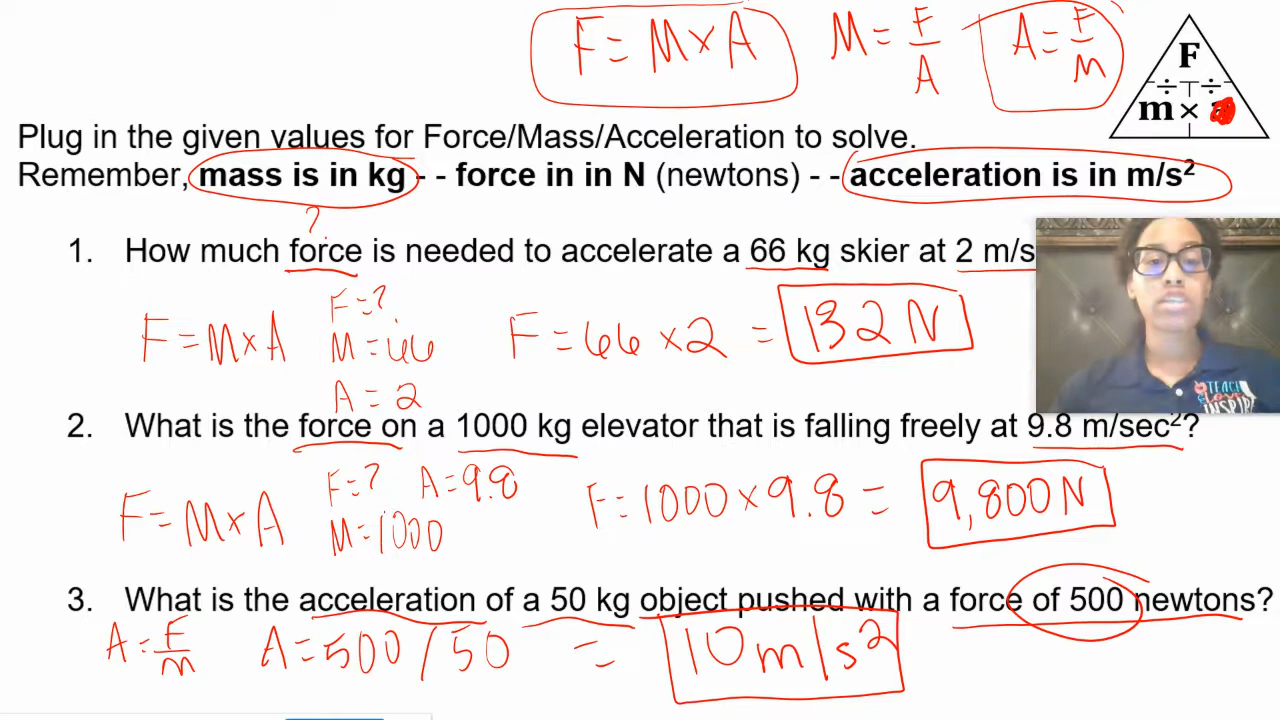 F = M x A M = F/A A = F/M
F
÷ ÷
m ×
Plug in the given values for Force/Mass/Acceleration to solve.
Remember, mass is in kg - - force in in N (newtons) - - acceleration is in m/s²
?
1. How much force is needed to accelerate a 66 kg skier at 2 m/s
F = M x A F = ? F = 66 x 2 = 132 N
M = 66
A = 2
TEACH
Love
INSPIRE
2. What is the force on a 1000 kg elevator that is falling freely at 9.8 m/sec²?
F = M x A F = ? A = 9.8 F = 1000 x 9.8 = 9,800 N
M = 1000
3. What is the acceleration of a 50 kg object pushed with a force of 500 newtons?
A = F/m A = 500 / 50 = 10 m/s²